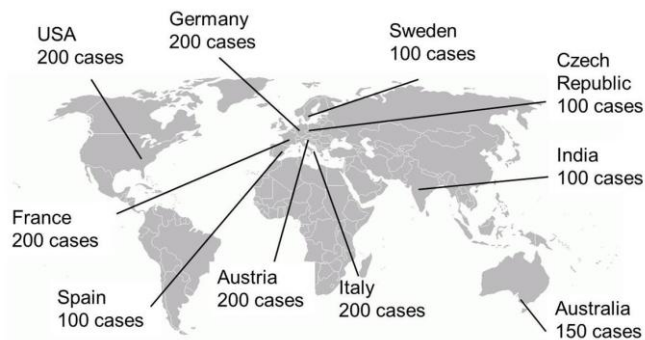 Germany
200 cases
USA
200 cases
Sweden
100 cases
Czech
Republic
100 cases
India
100 cases
France
200 cases
Spain
100 cases
Austria
200 cases
Italy
200 cases
Australia
150 cases